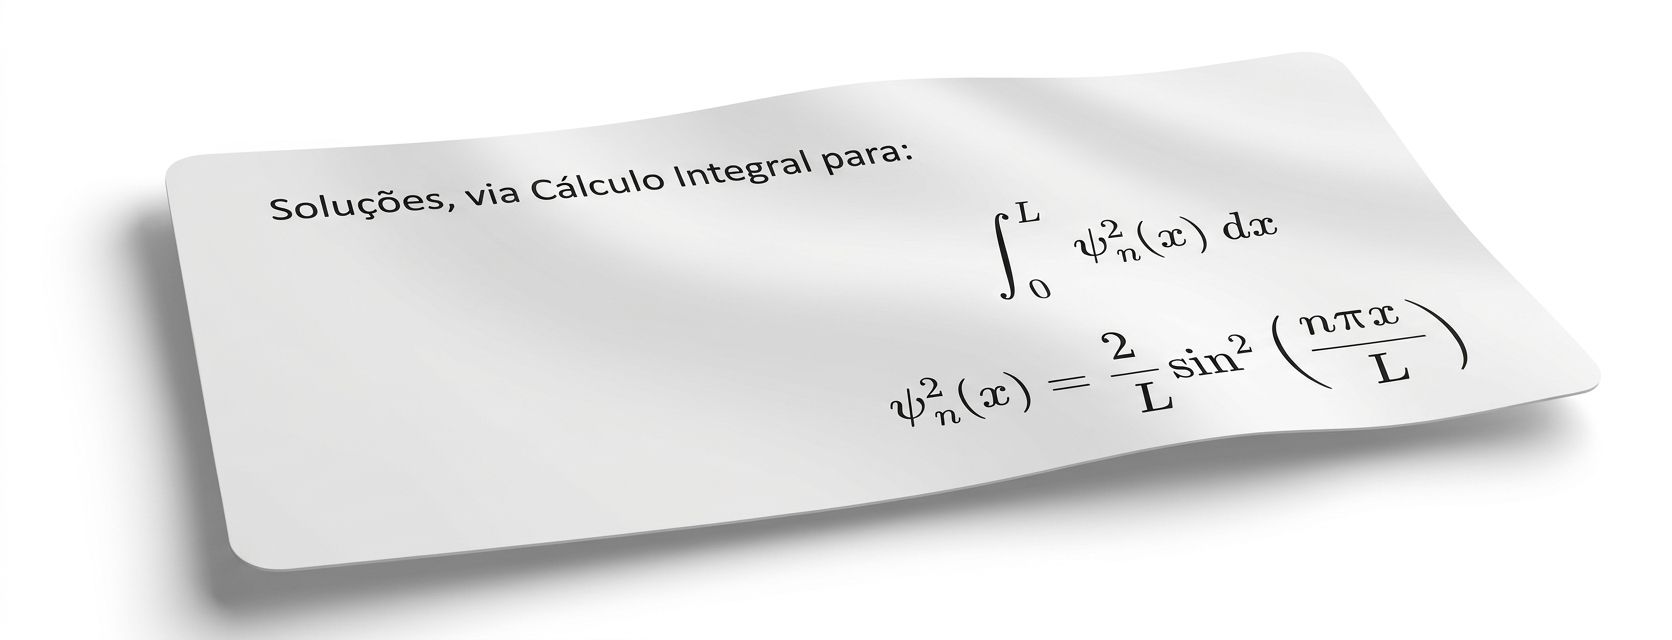 Soluções, via Cálculo Integral para:
∫₀ᴸ ψ²ₙ(x) dx
ψ²ₙ(x) = 2/L sin² (nπx/L)